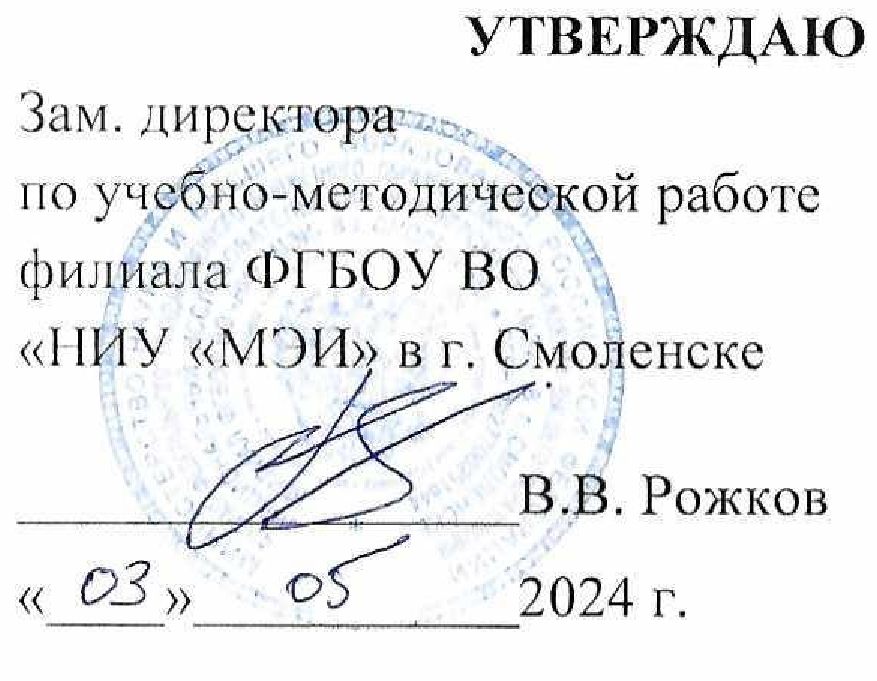 УТВЕРЖДАЮ
Зам. директора
по учебно-методической работе
филиала ФГБОУ ВО
«НИУ «МЭИ» в г. Смоленске
В.В. Рожков
«03» 05 2024 г.